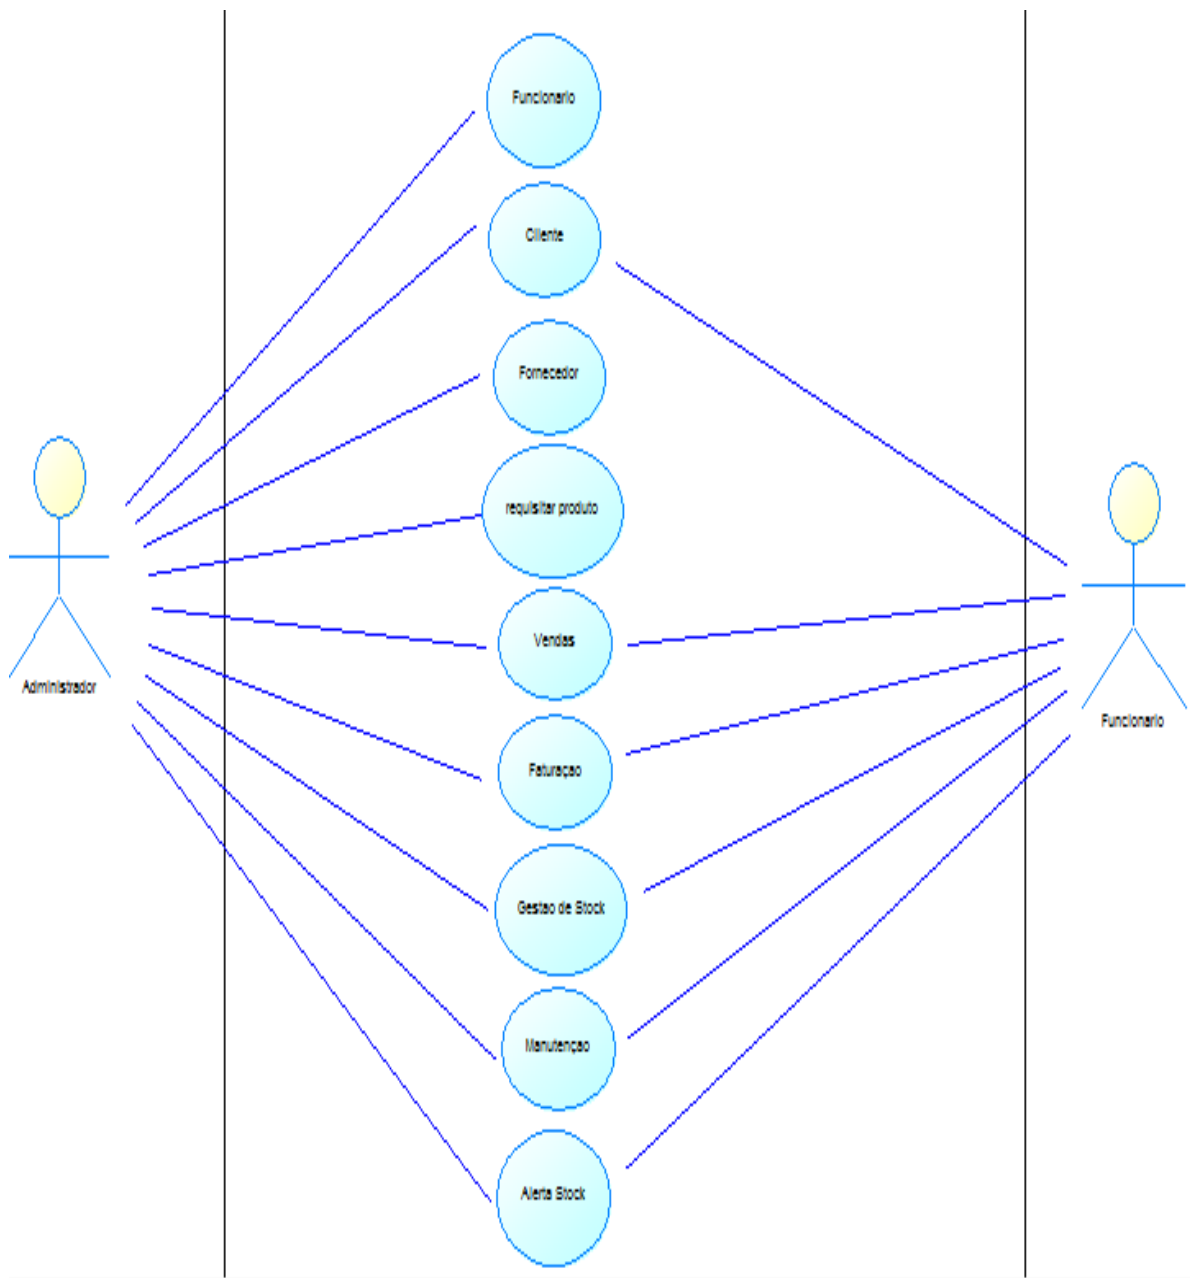 Funcionario
Cliente
Fornecedor
requisitar produto
Vendas
Faturaçao
Gestao de Stock
Manutençao
Alerta Stock
Administrador
Funcionario